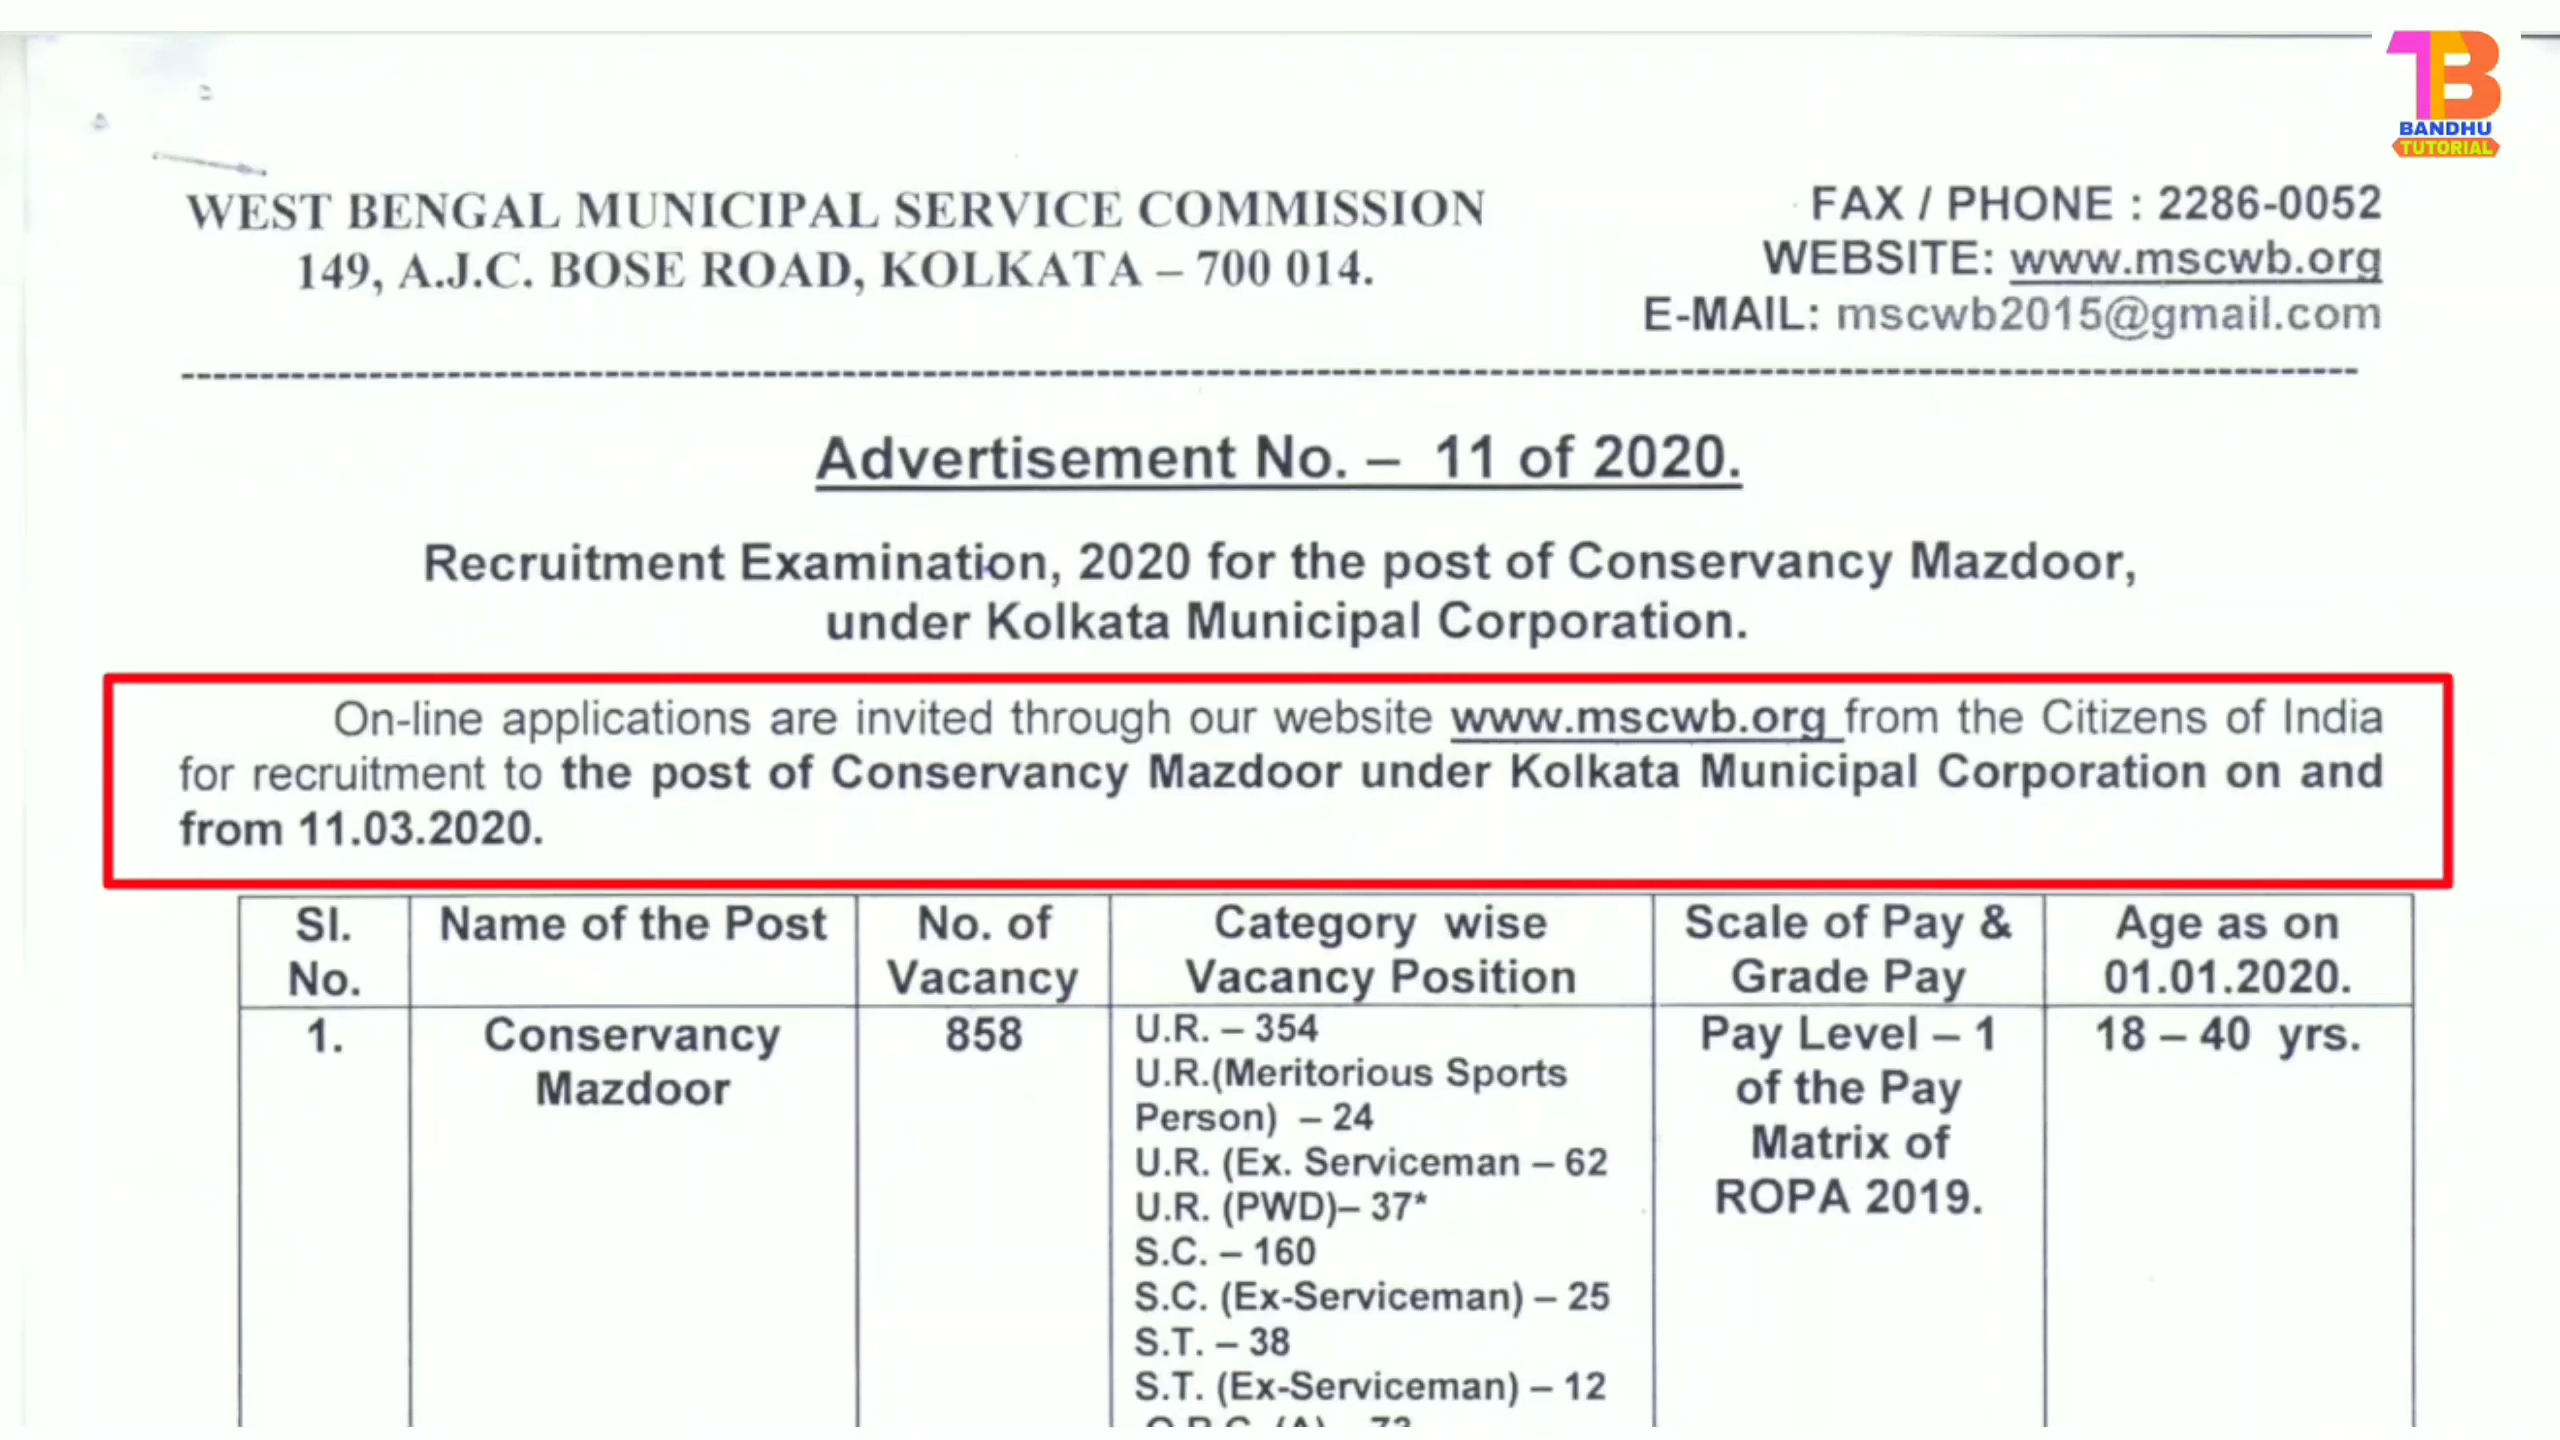 TB
BANDHU
TUTORIAL
WEST BENGAL MUNICIPAL SERVICE COMMISSION
149, A.J.C. BOSE ROAD, KOLKATA – 700 014.
FAX / PHONE : 2286-0052
WEBSITE: www.mscwb.org
E-MAIL: mscwb2015@gmail.com
Advertisement No. – 11 of 2020.
Recruitment Examination, 2020 for the post of Conservancy Mazdoor,
under Kolkata Municipal Corporation.
On-line applications are invited through our website www.mscwb.org from the Citizens of India
for recruitment to the post of Conservancy Mazdoor under Kolkata Municipal Corporation on and
from 11.03.2020.
Sl.
No.
Name of the Post
No. of
Vacancy
Category wise
Vacancy Position
Scale of Pay &
Grade Pay
Age as on
01.01.2020.
1.
Conservancy
Mazdoor
858
U.R. – 354
U.R.(Meritorious Sports
Person) – 24
U.R. (Ex. Serviceman – 62
U.R. (PWD)– 37*
S.C. – 160
S.C. (Ex-Serviceman) – 25
S.T. – 38
S.T. (Ex-Serviceman) – 12
Pay Level – 1
of the Pay
Matrix of
ROPA 2019.
18 – 40 yrs.